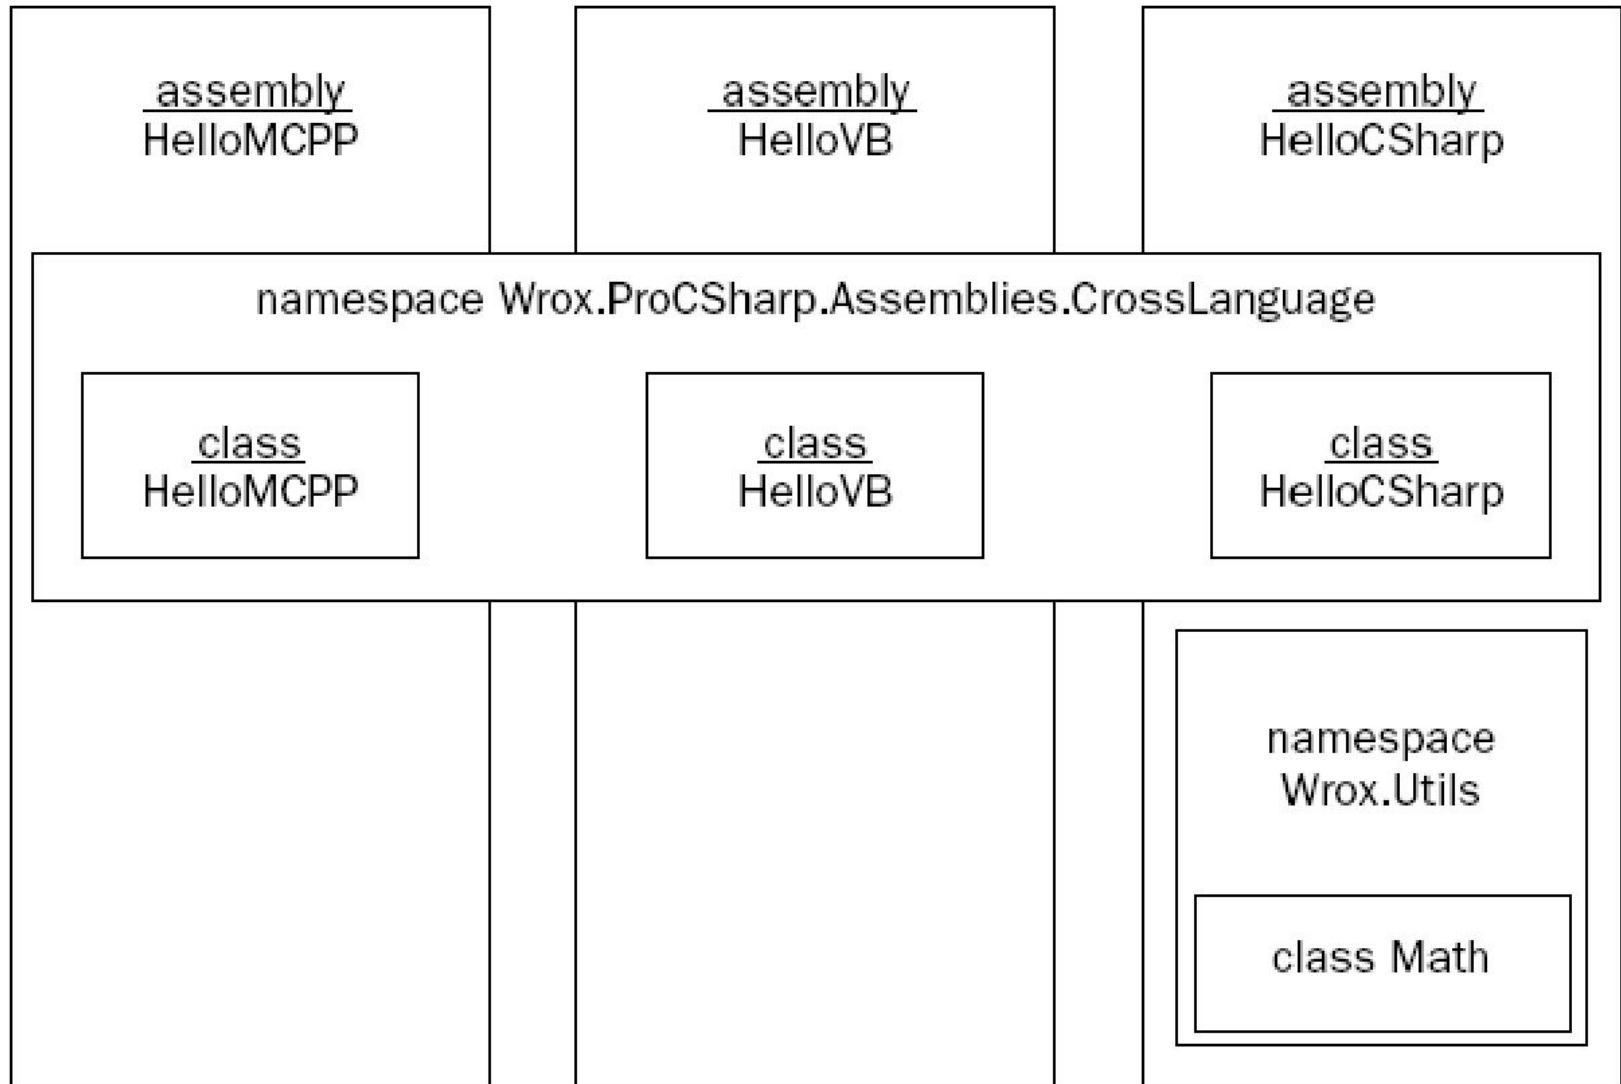 assembly
HelloMCPP
assembly
HelloVB
assembly
HelloCSharp
namespace Wrox.ProCSharp.Assemblies.CrossLanguage
class
HelloMCPP
class
HelloVB
class
HelloCSharp
namespace
Wrox.Utils
class Math